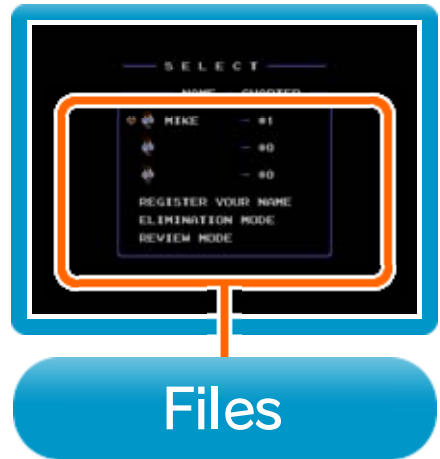 SELECT
NAME CHAPTER
MIKE - #1
- #0
- #0
REGISTER YOUR NAME
ELIMINATION MODE
REVIEW MODE
Files